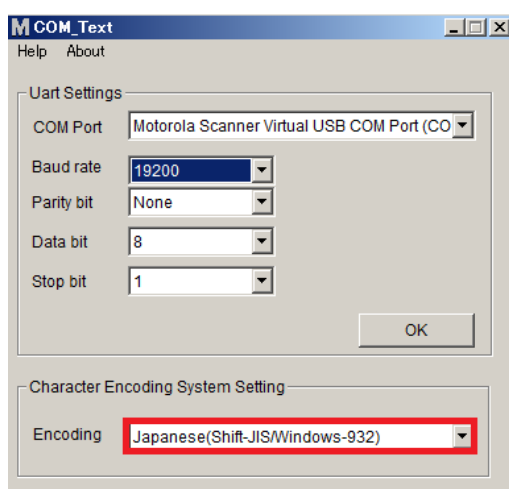 M COM_Text
Help About
Uart Settings
COM Port Motorola Scanner Virtual USB COM Port (CO
Baud rate 19200
Parity bit None
Data bit 8
Stop bit 1
OK
Character Encoding System Setting
Encoding Japanese(Shift-JIS/Windows-932)